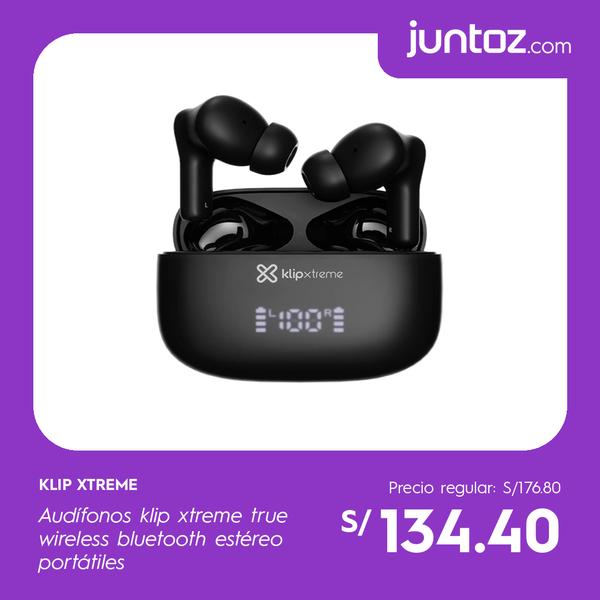 juntoz.com
L
klipxtreme
L 100 R
KLIP XTREME
Audífonos klip xtreme true
wireless bluetooth estéreo
portátiles
Precio regular: S/176.80
S/134.40